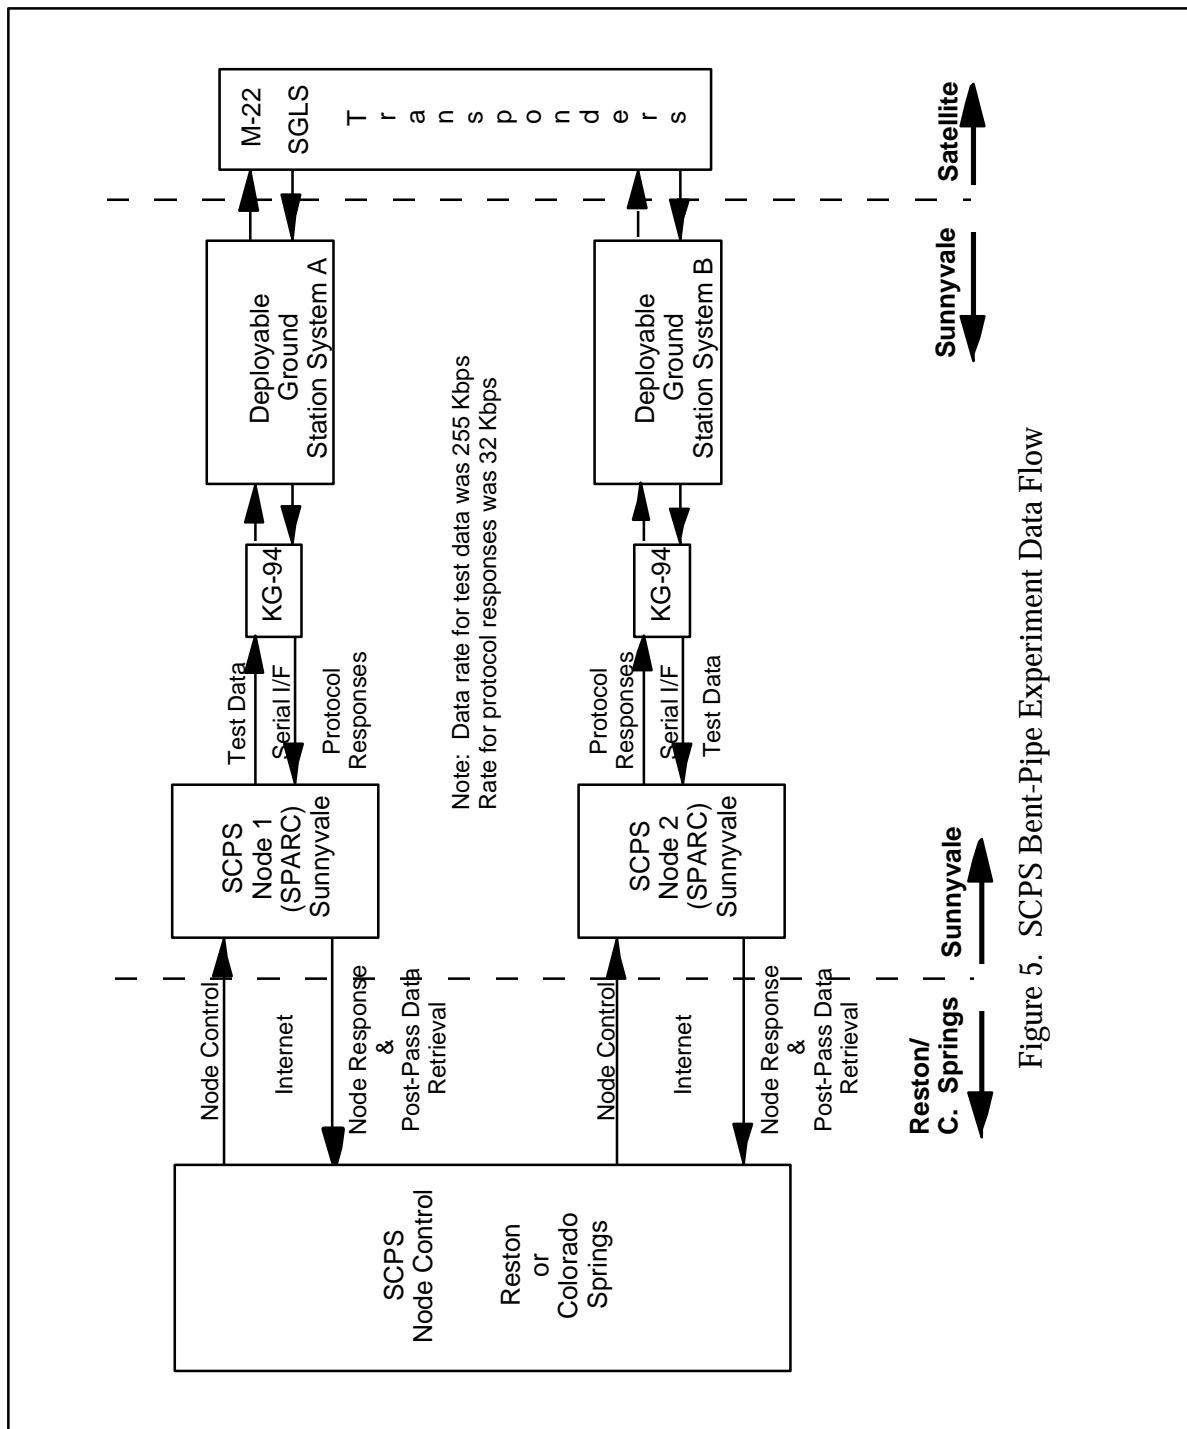 SCPS
Node Control
Reston
or
Colorado
Springs
Node Control
Internet
Node Response
&
Post-Pass Data
Retrieval
Node Control
Internet
Node Response
&
Post-Pass Data
Retrieval
SCPS
Node 1
(SPARC)
Sunnyvale
SCPS
Node 2
(SPARC)
Sunnyvale
Test Data
Serial I/F
Protocol
Responses
Note:  Data rate for test data was 255 Kbps
Rate for protocol responses was 32 Kbps
Protocol
Responses
Serial I/F
Test Data
KG-94
KG-94
Deployable
Ground
Station System A
Deployable
Ground
Station System B
M-22
SGLS
Transponders
Reston/
C. Springs
Sunnyvale
Sunnyvale
Satellite
Figure 5.  SCPS Bent-Pipe Experiment Data Flow